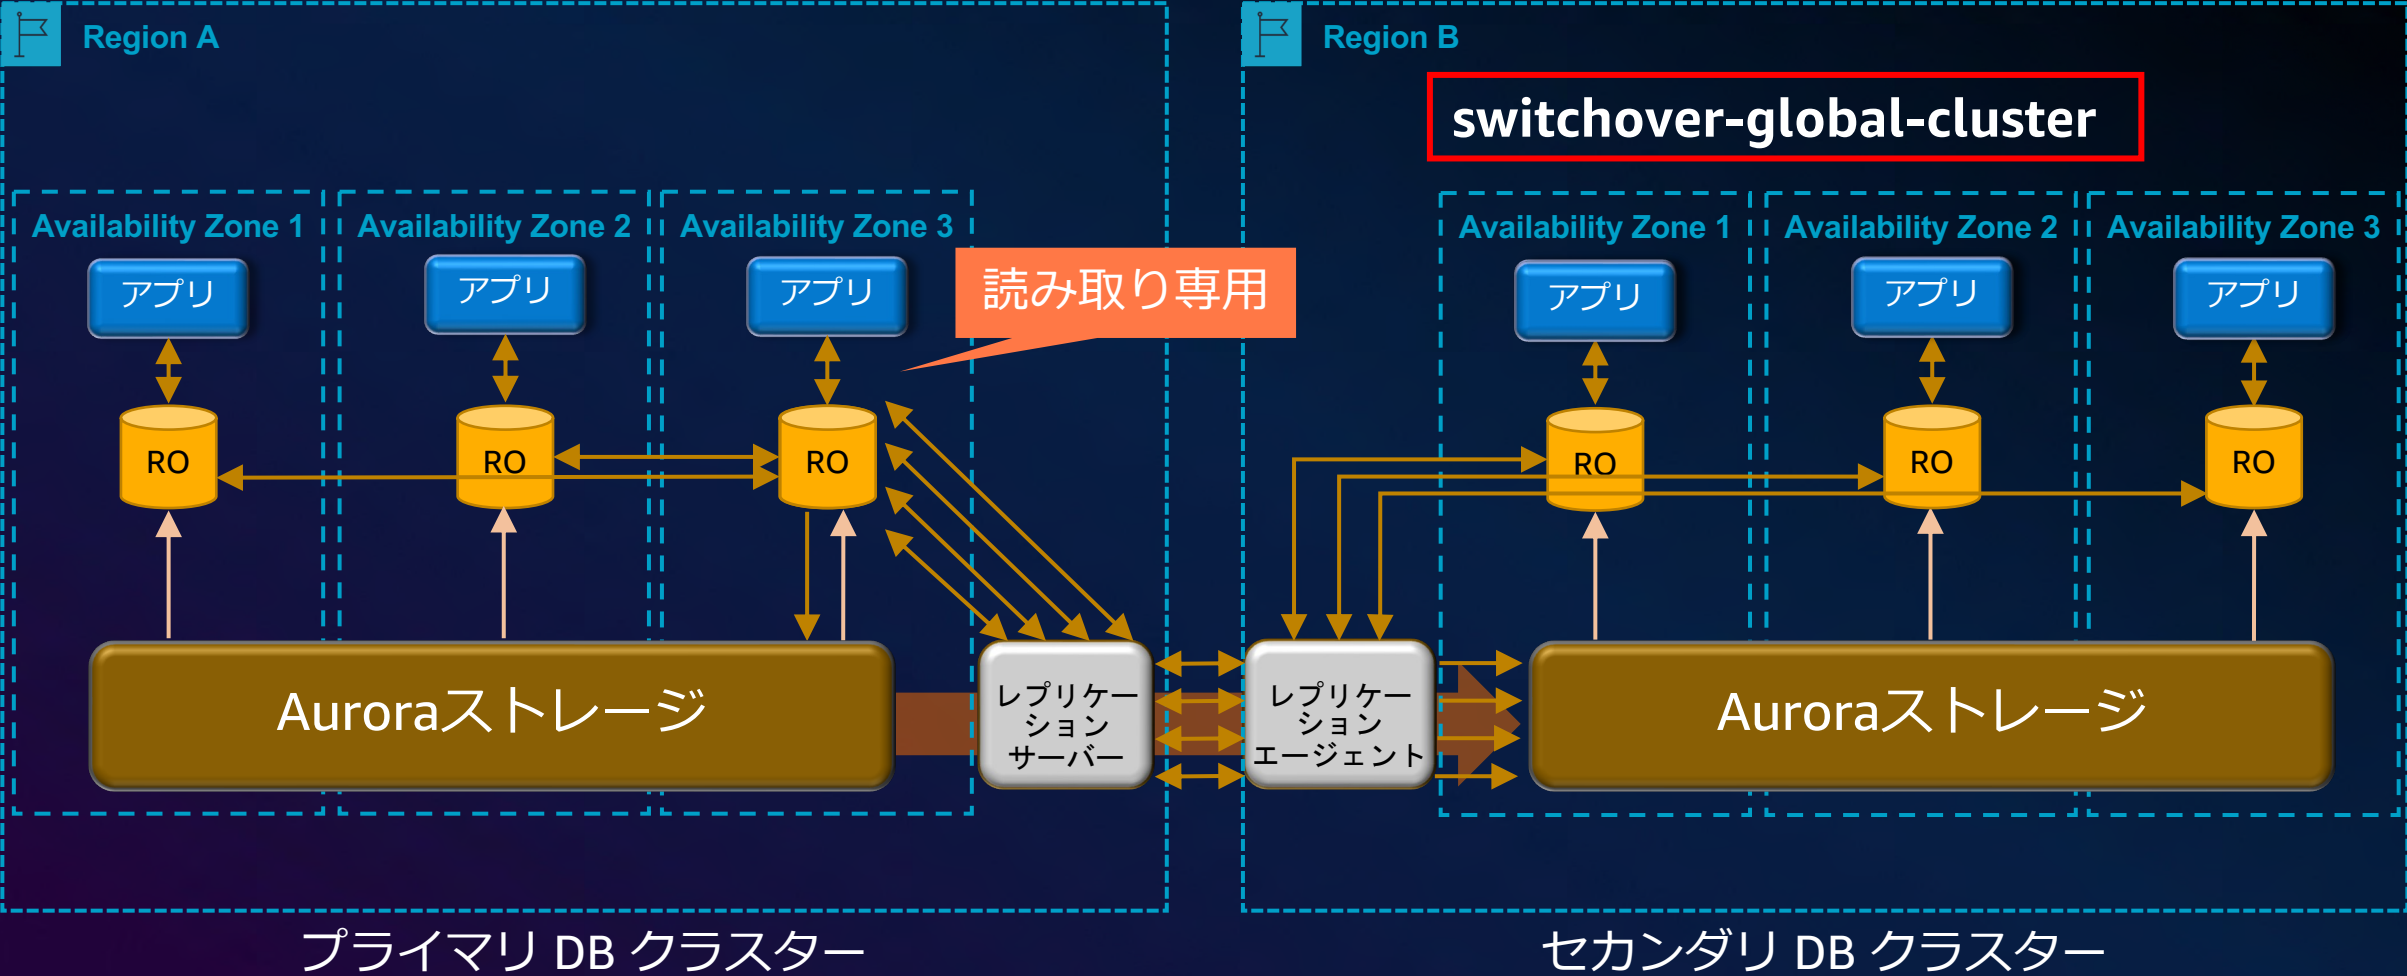 Region A
Region B
switchover-global-cluster
Availability Zone 1
Availability Zone 2
Availability Zone 3
Availability Zone 1
Availability Zone 2
Availability Zone 3
読み取り専用
アプリ
アプリ
アプリ
アプリ
アプリ
アプリ
RO
RO
RO
RO
RO
RO
Auroraストレージ
レプリケー
ション
サーバー
レプリケー
ション
エージェント
Auroraストレージ
プライマリ DB クラスター
セカンダリ DB クラスター